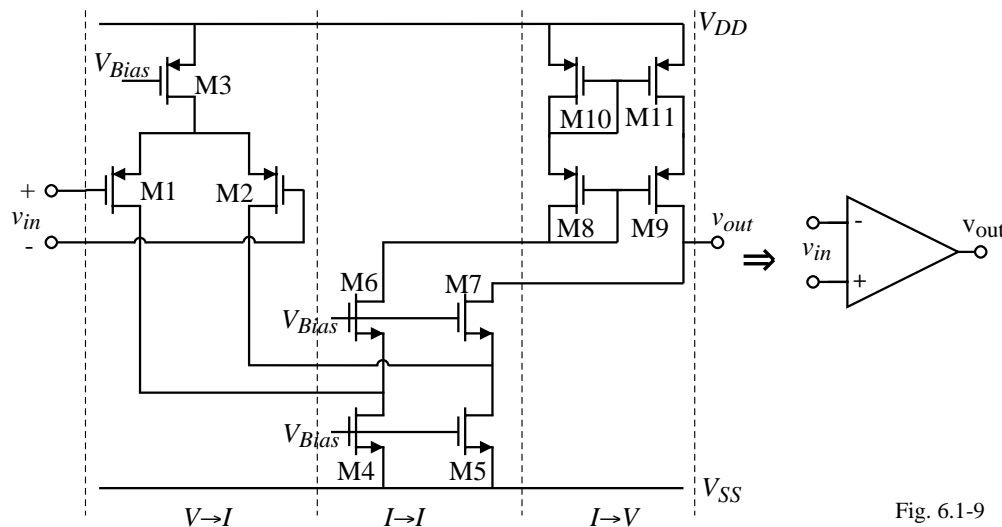 V_DD
V_Bias
M3
M10 M11
+ M1 M2
v_in
-
M8 M9
v_out
⇒
-
v_in
+
v_out
M6 M7
V_Bias
V_Bias
M4 M5
V_SS
V→I I→I I→V
Fig. 6.1-9